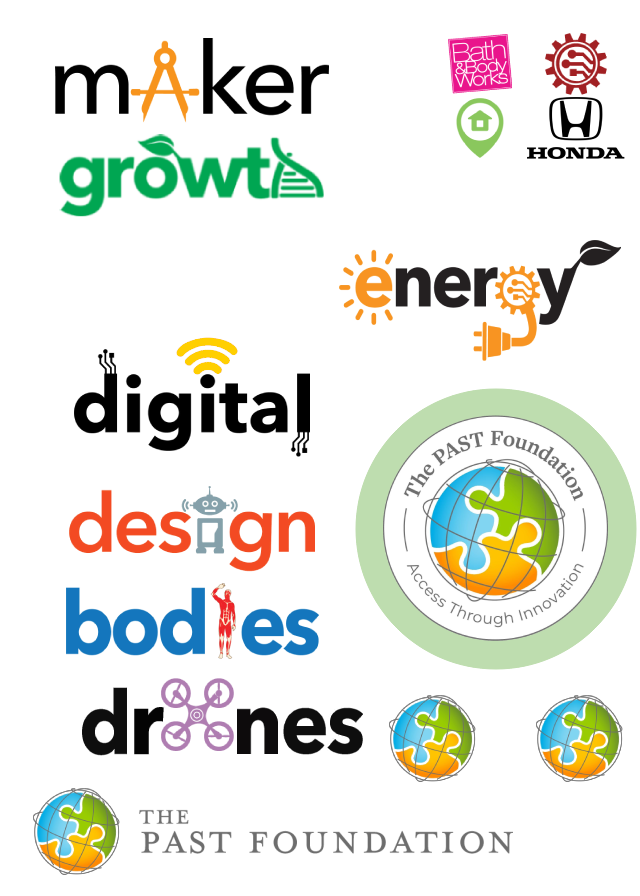 maker
Bath
&Body
Works
HONDA
growth
energy
digital
The PAST Foundation
Access Through Innovation
design
bodies
drones
THE
PAST FOUNDATION